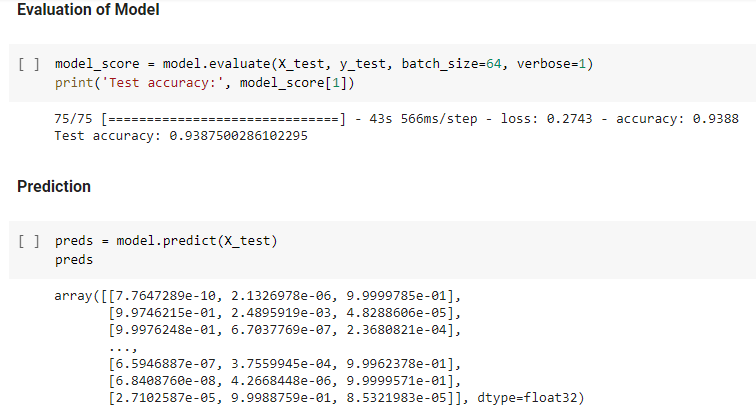 Evaluation of Model
[ ] model_score = model.evaluate(X_test, y_test, batch_size=64, verbose=1)
print('Test accuracy:', model_score[1])
75/75 [==============================] - 43s 566ms/step - loss: 0.2743 - accuracy: 0.9388
Test accuracy: 0.9387500286102295
Prediction
[ ] preds = model.predict(X_test)
preds
array([[7.7647289e-10, 2.1326978e-06, 9.9999785e-01],
[9.9746215e-01, 2.4895919e-03, 4.8288606e-05],
[9.9976248e-01, 6.7037769e-07, 2.3680821e-04],
...,
[6.5946887e-07, 3.7559945e-04, 9.9962378e-01],
[6.8408760e-08, 4.2668448e-06, 9.9999571e-01],
[2.7102587e-05, 9.9988759e-01, 8.5321983e-05]], dtype=float32)